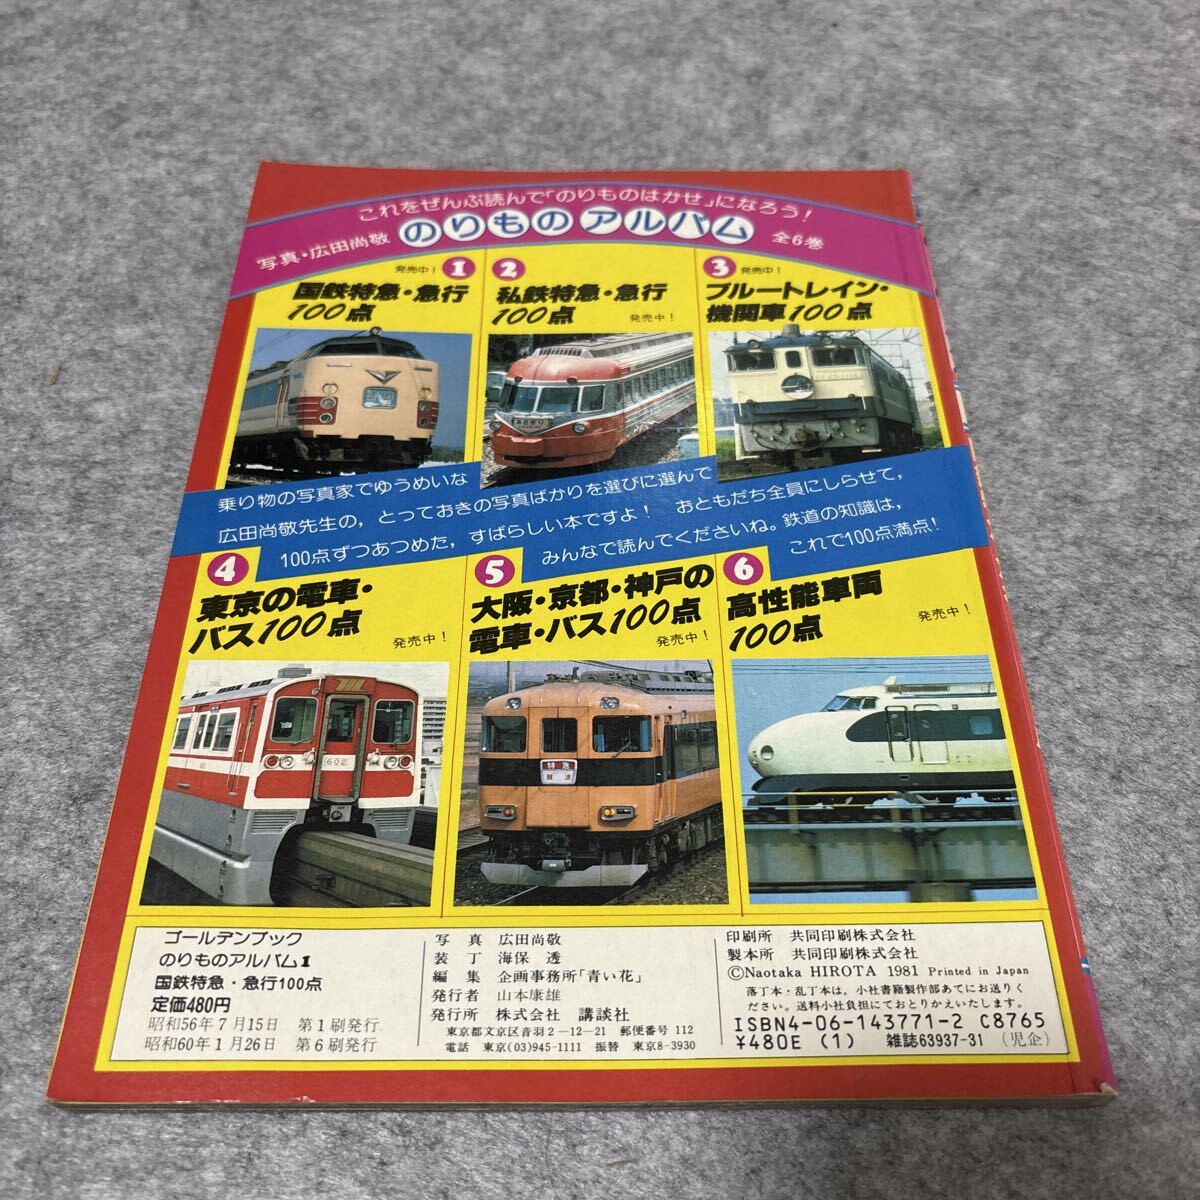 これをぜんぶ読んで「のりものはかせ」になろう!
写真・広田尚敬 のりものアルバム 全6巻
発売中! 1
国鉄特急・急行
100点
2
私鉄特急・急行
100点 発売中!
3 発売中!
ブルートレイン・
機関車100点
あさぎり
乗り物の写真家でゆうめいな
広田尚敬先生の，とっておきの写真ばかりを選びに選んで
100点ずつあつめた，すばらしい本ですよ! おともだち全員にしらせて，
みんなで読んでくださいね。鉄道の知識は，
これで100点満点!
4
東京の電車・
バス100点
発売中!
5
大阪・京都・神戸の
電車・バス100点
発売中!
6
高性能車両
100点
発売中!
602
特急
難波
ゴールデンブック
のりものアルバム1
国鉄特急・急行100点
定価480円
昭和56年7月15日 第1刷発行
昭和60年1月26日 第6刷発行
写真 広田尚敬
装丁 海保 透
編集 企画事務所「青い花」
発行者 山本康雄
発行所 株式会社 講談社
東京都文京区音羽2－12－21 郵便番号 112
電話 東京(03)945-1111 振替 東京8-3930
印刷所 共同印刷株式会社
製本所 共同印刷株式会社
©Naotaka HIROTA 1981 Printed in Japan
落丁本・乱丁本は，小社書籍製作部あてにお送りく
ださい。送料小社負担にておとりかえいたします。
ISBN4-06-143771-2 C8765
¥480E (1) 雑誌63937-31 (児企)